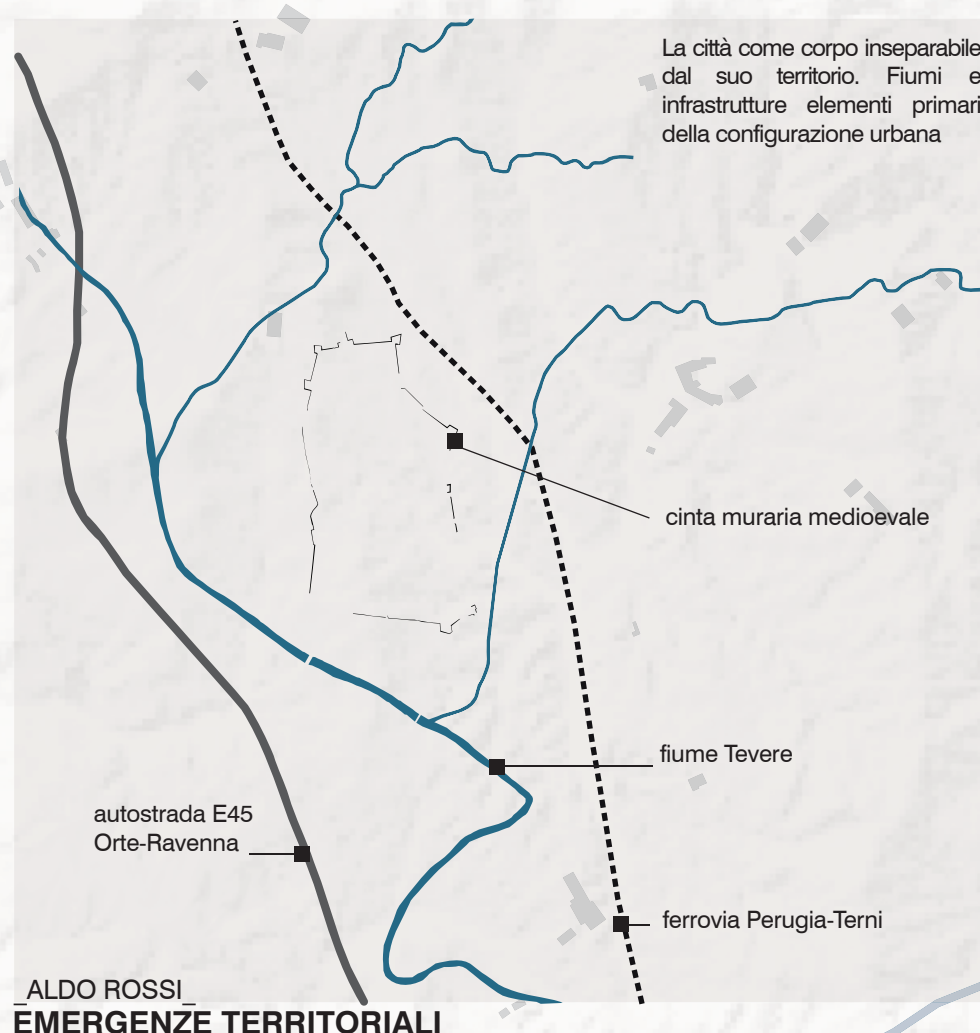 La città come corpo inseparabile
dal suo territorio. Fiumi e
infrastrutture elementi primari
della configurazione urbana
cinta muraria medioevale
fiume Tevere
autostrada E45
Orte-Ravenna
ferrovia Perugia-Terni
_ALDO ROSSI_
EMERGENZE TERRITORIALI